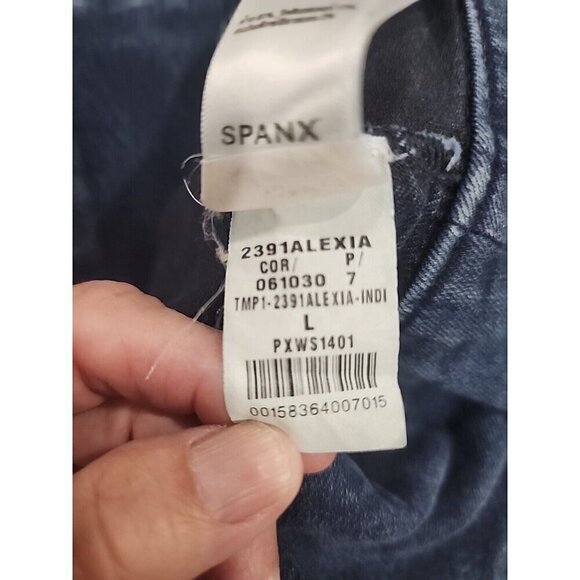 SPANX
2391ALEXIA
COR/ P/
061030 7
TMP1-2391ALEXIA-INDI
L
PXWS1401
00158364007015